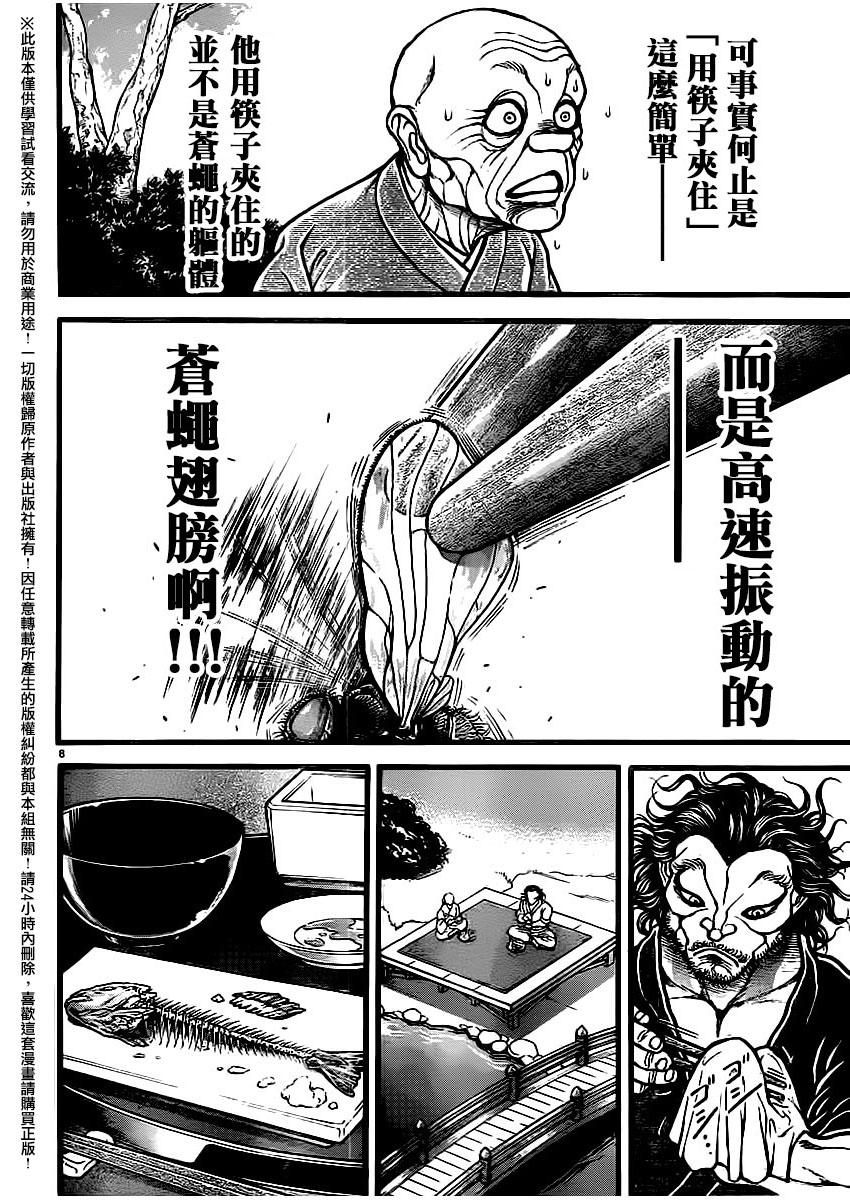 可事實何止是
「用筷子夾住」
這麼簡單——
他用筷子夾住的
並不是蒼蠅的軀體
而是高速振動的——
蒼蠅翅膀啊!!!
8
※此版本僅供學習試看交流，請勿用於商業用途！一切版權歸原作者與出版社擁有！因任意轉載所產生的版權糾紛都與本組無關！請24小時內刪除，喜歡這套漫畫請購買正版！